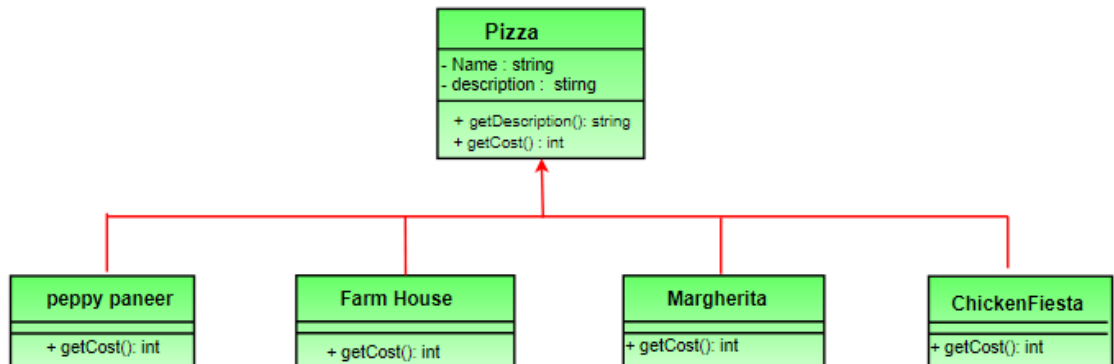 Pizza
- Name : string
- description : stirng
+ getDescription(): string
+ getCost() : int
peppy paneer
+ getCost(): int
Farm House
+ getCost(): int
Margherita
+ getCost(): int
ChickenFiesta
+ getCost(): int